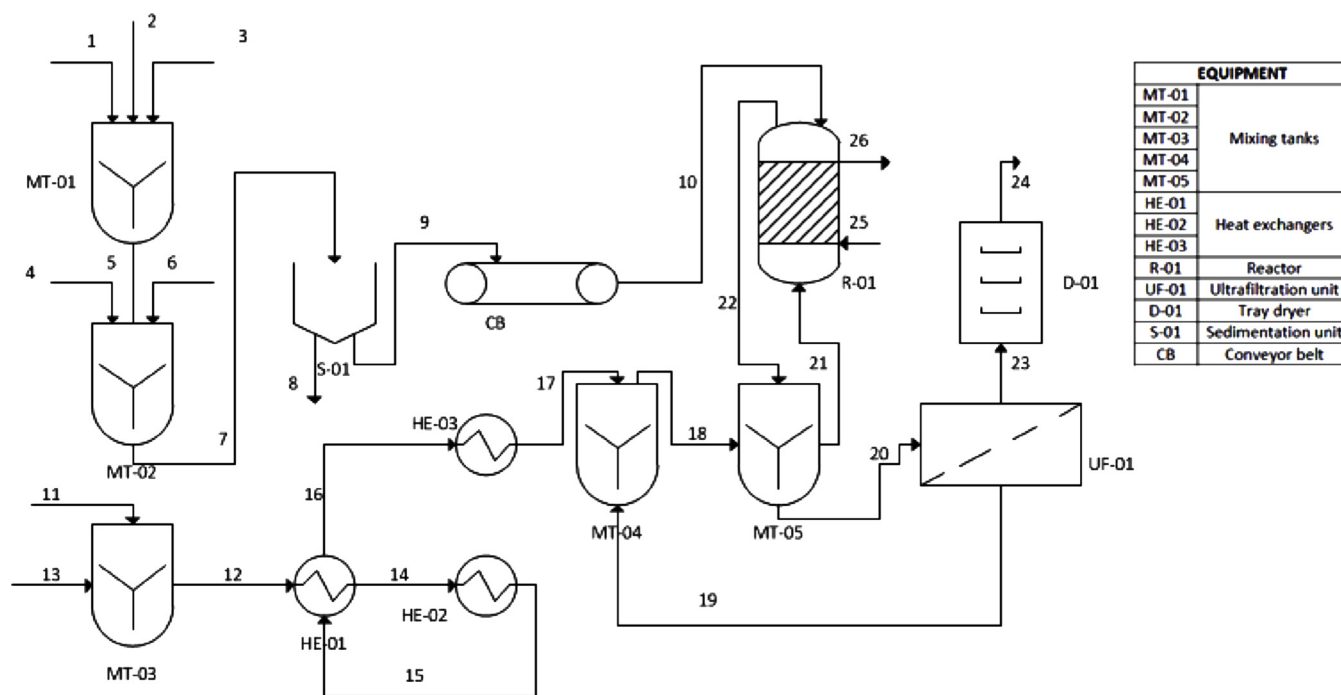 1
2
3
MT-01
4
5
6
MT-02
7
8
S-01
9
CB
10
22
26
25
R-01
21
24
D-01
23
UF-01
20
17
HE-03
18
16
MT-04
MT-05
11
13
12
14
HE-01
HE-02
MT-03
15
19
EQUIPMENT
MT-01
MT-02
MT-03 Mixing tanks
MT-04
MT-05
HE-01
HE-02 Heat exchangers
HE-03
R-01 Reactor
UF-01 Ultrafiltration unit
D-01 Tray dryer
S-01 Sedimentation unit
CB Conveyor belt